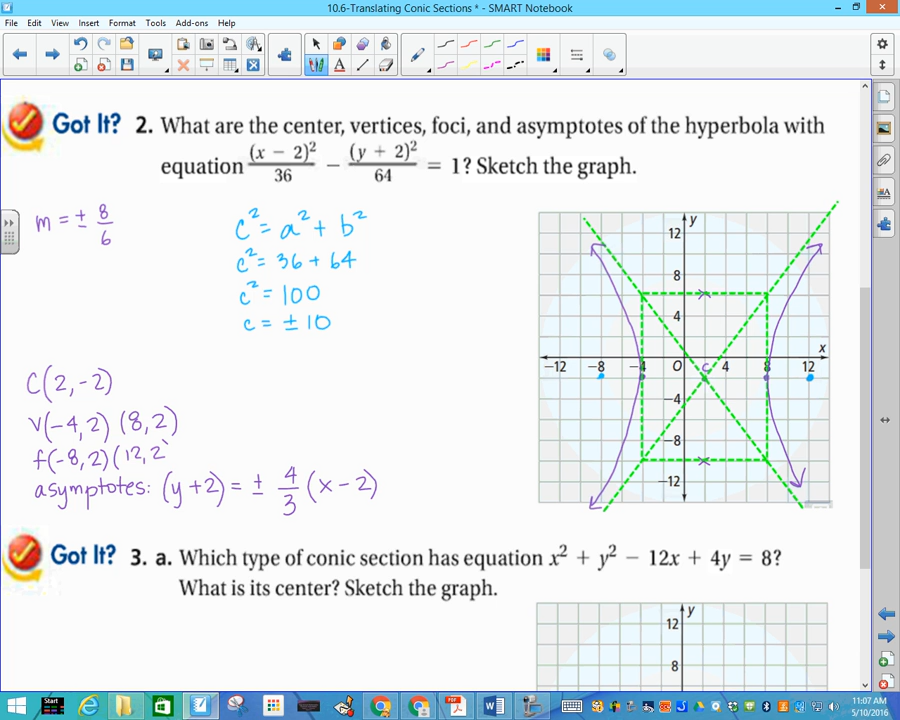 10.6-Translating Conic Sections * - SMART Notebook
File Edit View Insert Format Tools Add-ons Help
Got It? 2. What are the center, vertices, foci, and asymptotes of the hyperbola with
equation (x − 2)²/36 − (y + 2)²/64 = 1? Sketch the graph.
m = ± 8/6
c² = a² + b²
c² = 36 + 64
c² = 100
c = ± 10
C(2,-2)
V(-4,2) (8,2)
f(-8,2)(12,2)
asymptotes: (y+2) = ± 4/3 (x-2)
y
12
8
4
x
−12 −8 −4 O C 4 8 12
−4
−8
−12
Got It? 3. a. Which type of conic section has equation x² + y² − 12x + 4y = 8?
What is its center? Sketch the graph.
y
12
8
Start
11:07 AM
5/10/2016